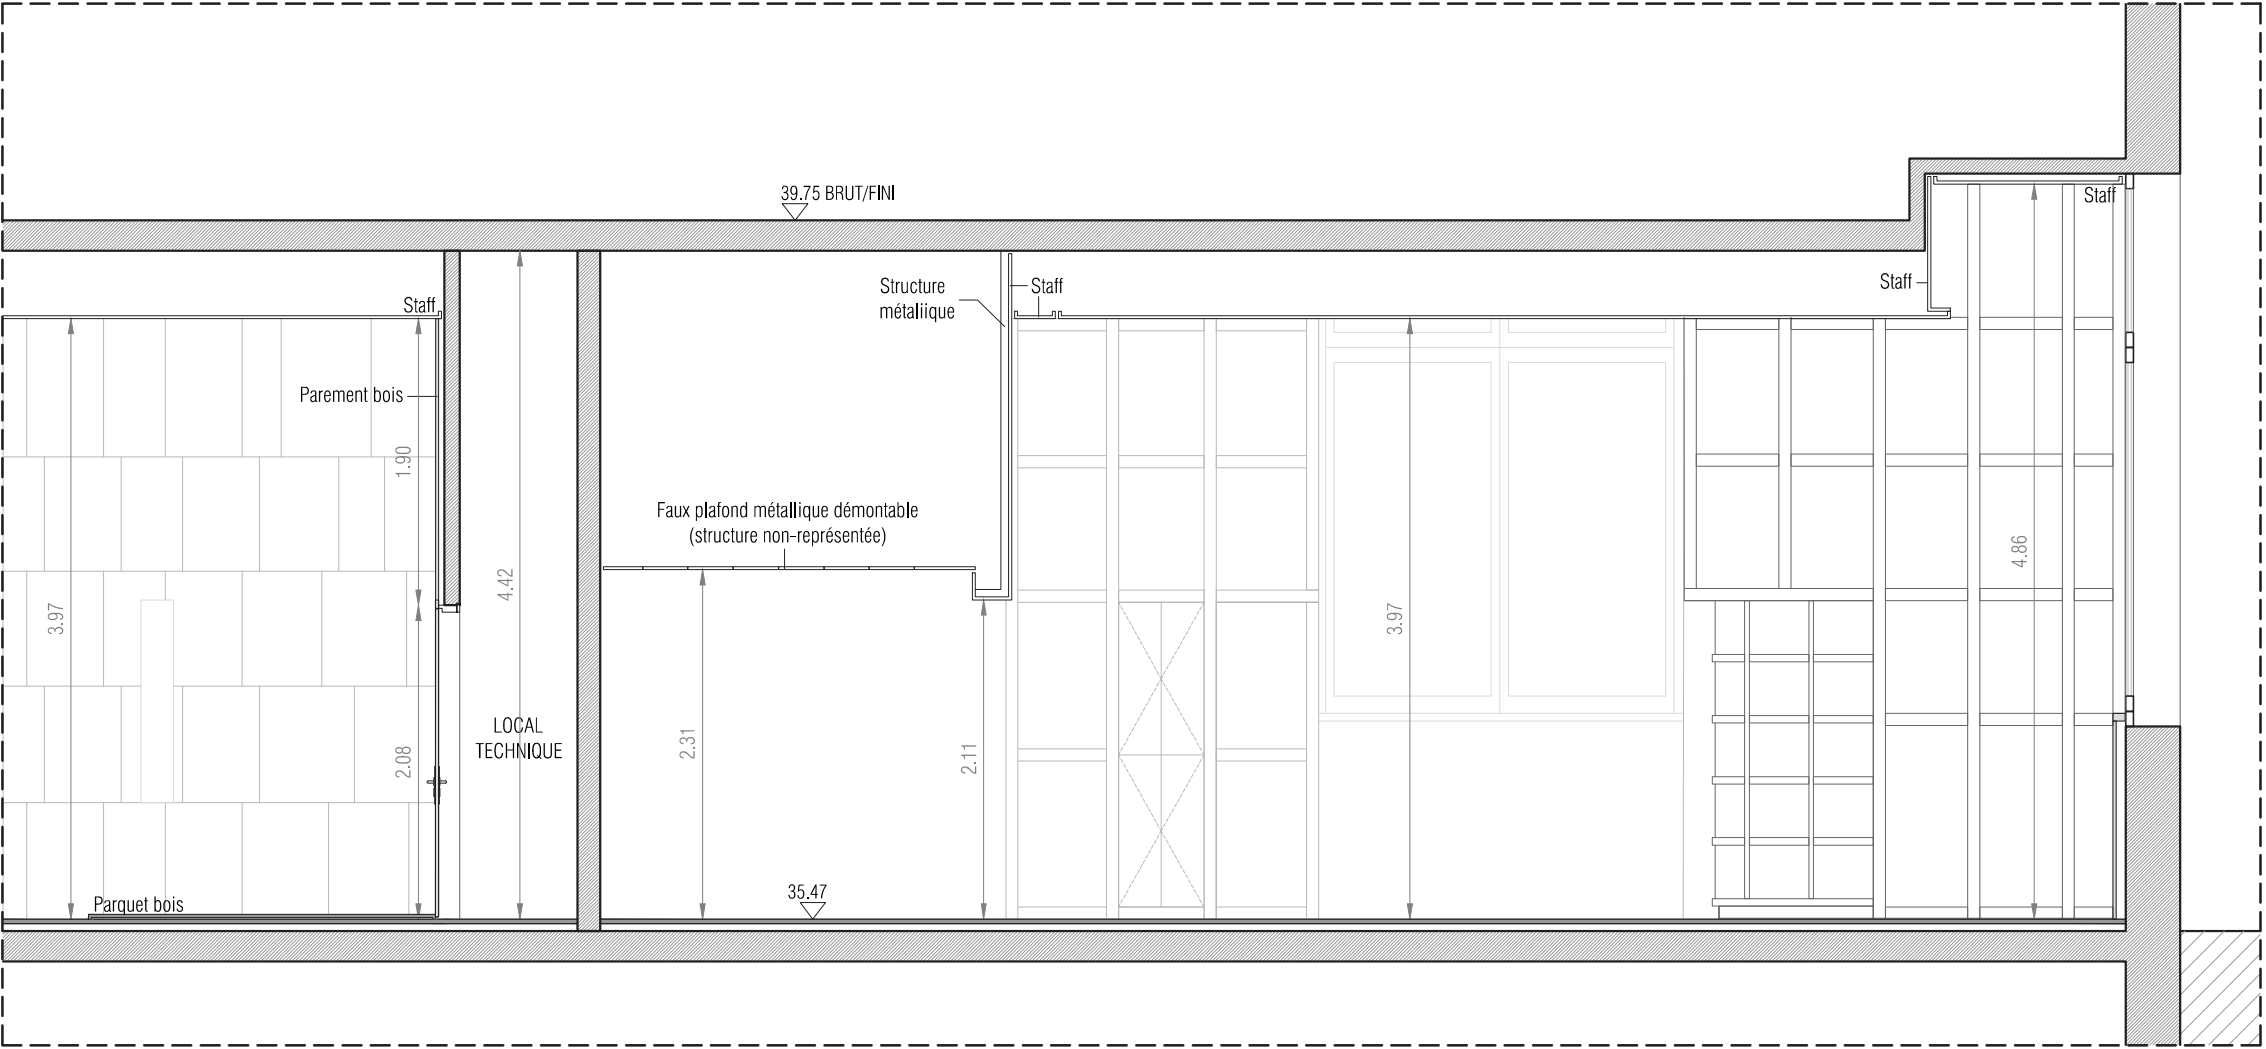 39.75 BRUT/FINI
Staff
Staff
Structure
métaliique
Staff
Staff
Parement bois
1.90
Faux plafond métallique démontable
(structure non-représentée)
4.86
4.42
3.97
3.97
LOCAL
TECHNIQUE
2.31
2.11
2.08
35.47
Parquet bois